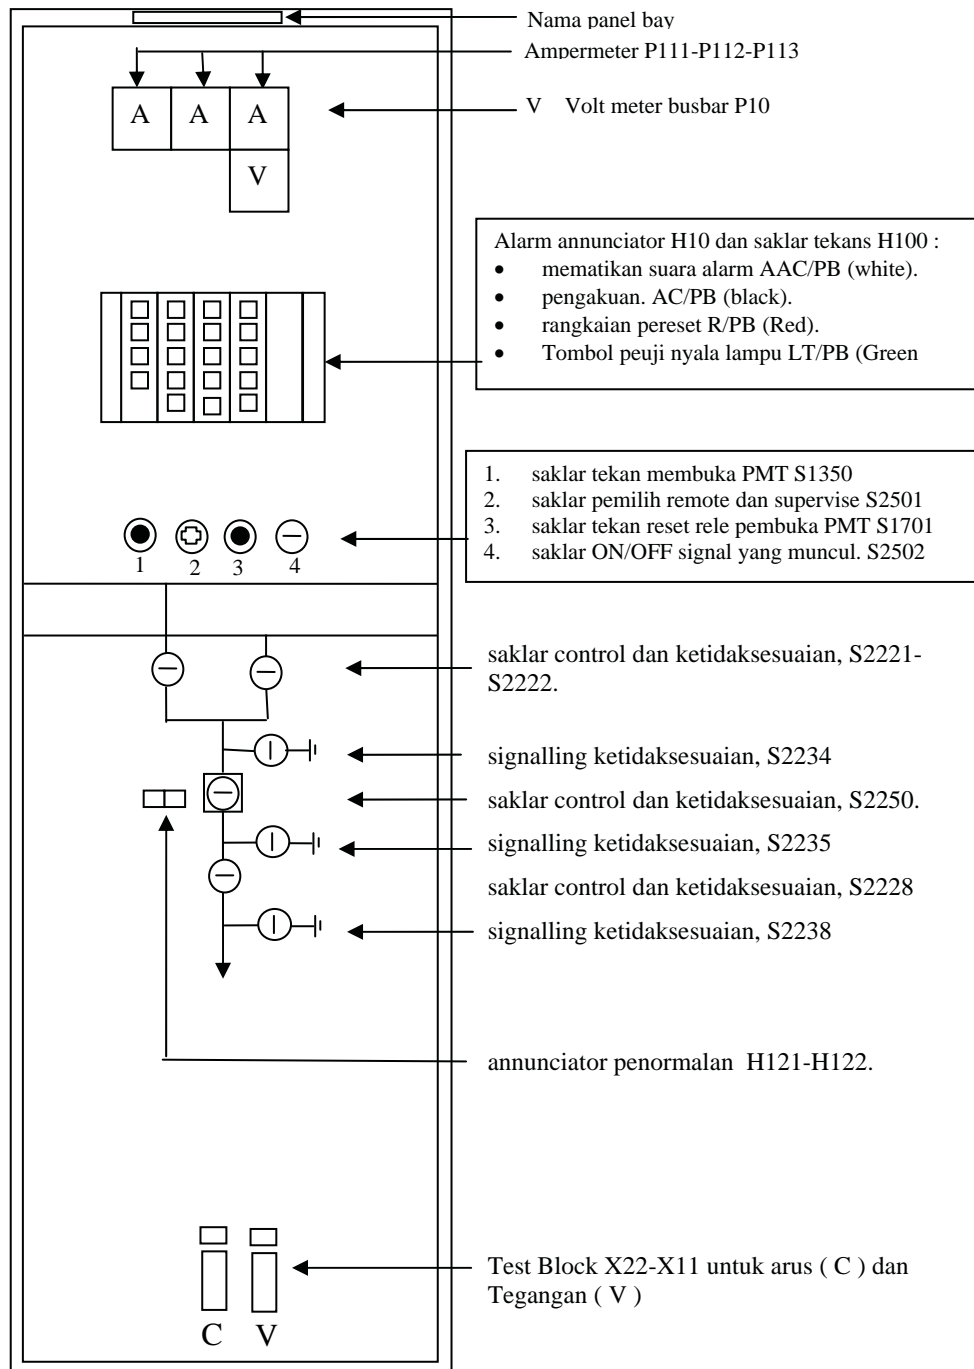 Nama panel bay
Ampermeter P111-P112-P113
A A A
V Volt meter busbar P10
V
Alarm annunciator H10 dan saklar tekans H100 :
• mematikan suara alarm AAC/PB (white).
• pengakuan. AC/PB (black).
• rangkaian pereset R/PB (Red).
• Tombol peuji nyala lampu LT/PB (Green
1. saklar tekan membuka PMT S1350
2. saklar pemilih remote dan supervise S2501
3. saklar tekan reset rele pembuka PMT S1701
4. saklar ON/OFF signal yang muncul. S2502
1 2 3 4
saklar control dan ketidaksesuaian, S2221-
S2222.
signalling ketidaksesuaian, S2234
saklar control dan ketidaksesuaian, S2250.
signalling ketidaksesuaian, S2235
saklar control dan ketidaksesuaian, S2228
signalling ketidaksesuaian, S2238
annunciator penormalan H121-H122.
Test Block X22-X11 untuk arus ( C ) dan
Tegangan ( V )
C V